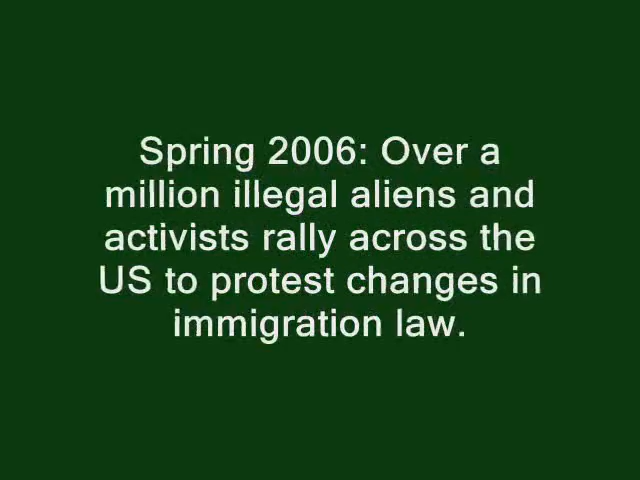 Spring 2006: Over a
million illegal aliens and
activists rally across the
US to protest changes in
immigration law.